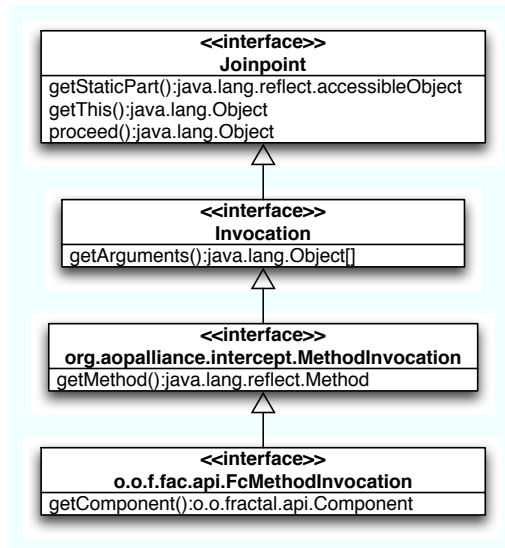 <<interface>>
Joinpoint
getStaticPart():java.lang.reflect.accessibleObject
getThis():java.lang.Object
proceed():java.lang.Object
<<interface>>
Invocation
getArguments():java.lang.Object[]
<<interface>>
org.aopalliance.intercept.MethodInvocation
getMethod():java.lang.reflect.Method
<<interface>>
o.o.f.fac.api.FcMethodInvocation
getComponent():o.o.fractal.api.Component